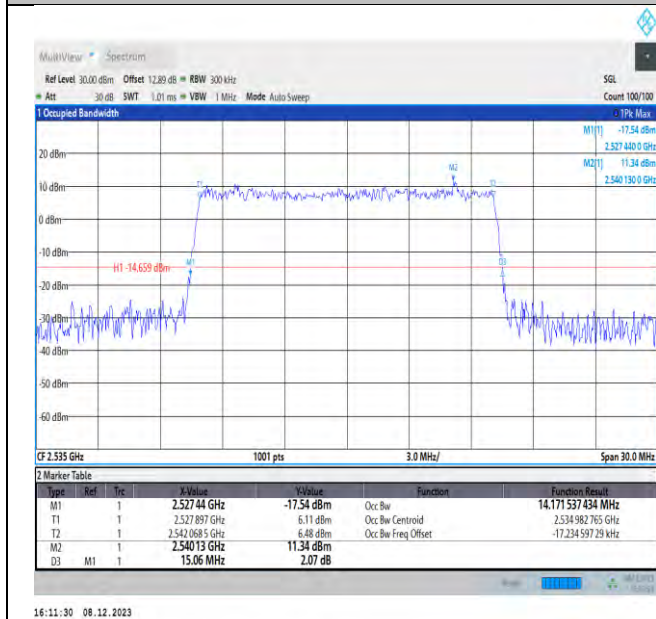 MultiView Spectrum
Ref Level 30.00 dBm Offset 12.89 dB RBW 300 kHz SGL
Att 30 dB SWT 1.01 ms VBW 1 MHz Mode Auto Sweep Count 100/100
1 Occupied Bandwidth 1Pk Max
M1[1] -17.54 dBm
2.527 440 0 GHz
M2[1] 11.34 dBm
2.540 130 0 GHz
20 dBm
M2
T1 T2
10 dBm
0 dBm
-10 dBm
M1 D3
H1 -14.659 dBm
-20 dBm
-30 dBm
-40 dBm
-50 dBm
-60 dBm
CF 2.535 GHz 1001 pts 3.0 MHz/ Span 30.0 MHz
2 Marker Table
Type Ref Trc X-Value Y-Value Function Function Result
M1 1 2.527 44 GHz -17.54 dBm Occ Bw 14.171 537 434 MHz
T1 1 2.527 897 GHz 6.11 dBm Occ Bw Centroid 2.534 982 765 GHz
T2 1 2.542 068 5 GHz 6.48 dBm Occ Bw Freq Offset -17.234 597 29 kHz
M2 1 2.540 13 GHz 11.34 dBm
D3 M1 1 15.06 MHz 2.07 dB
16:11:30 08.12.2023